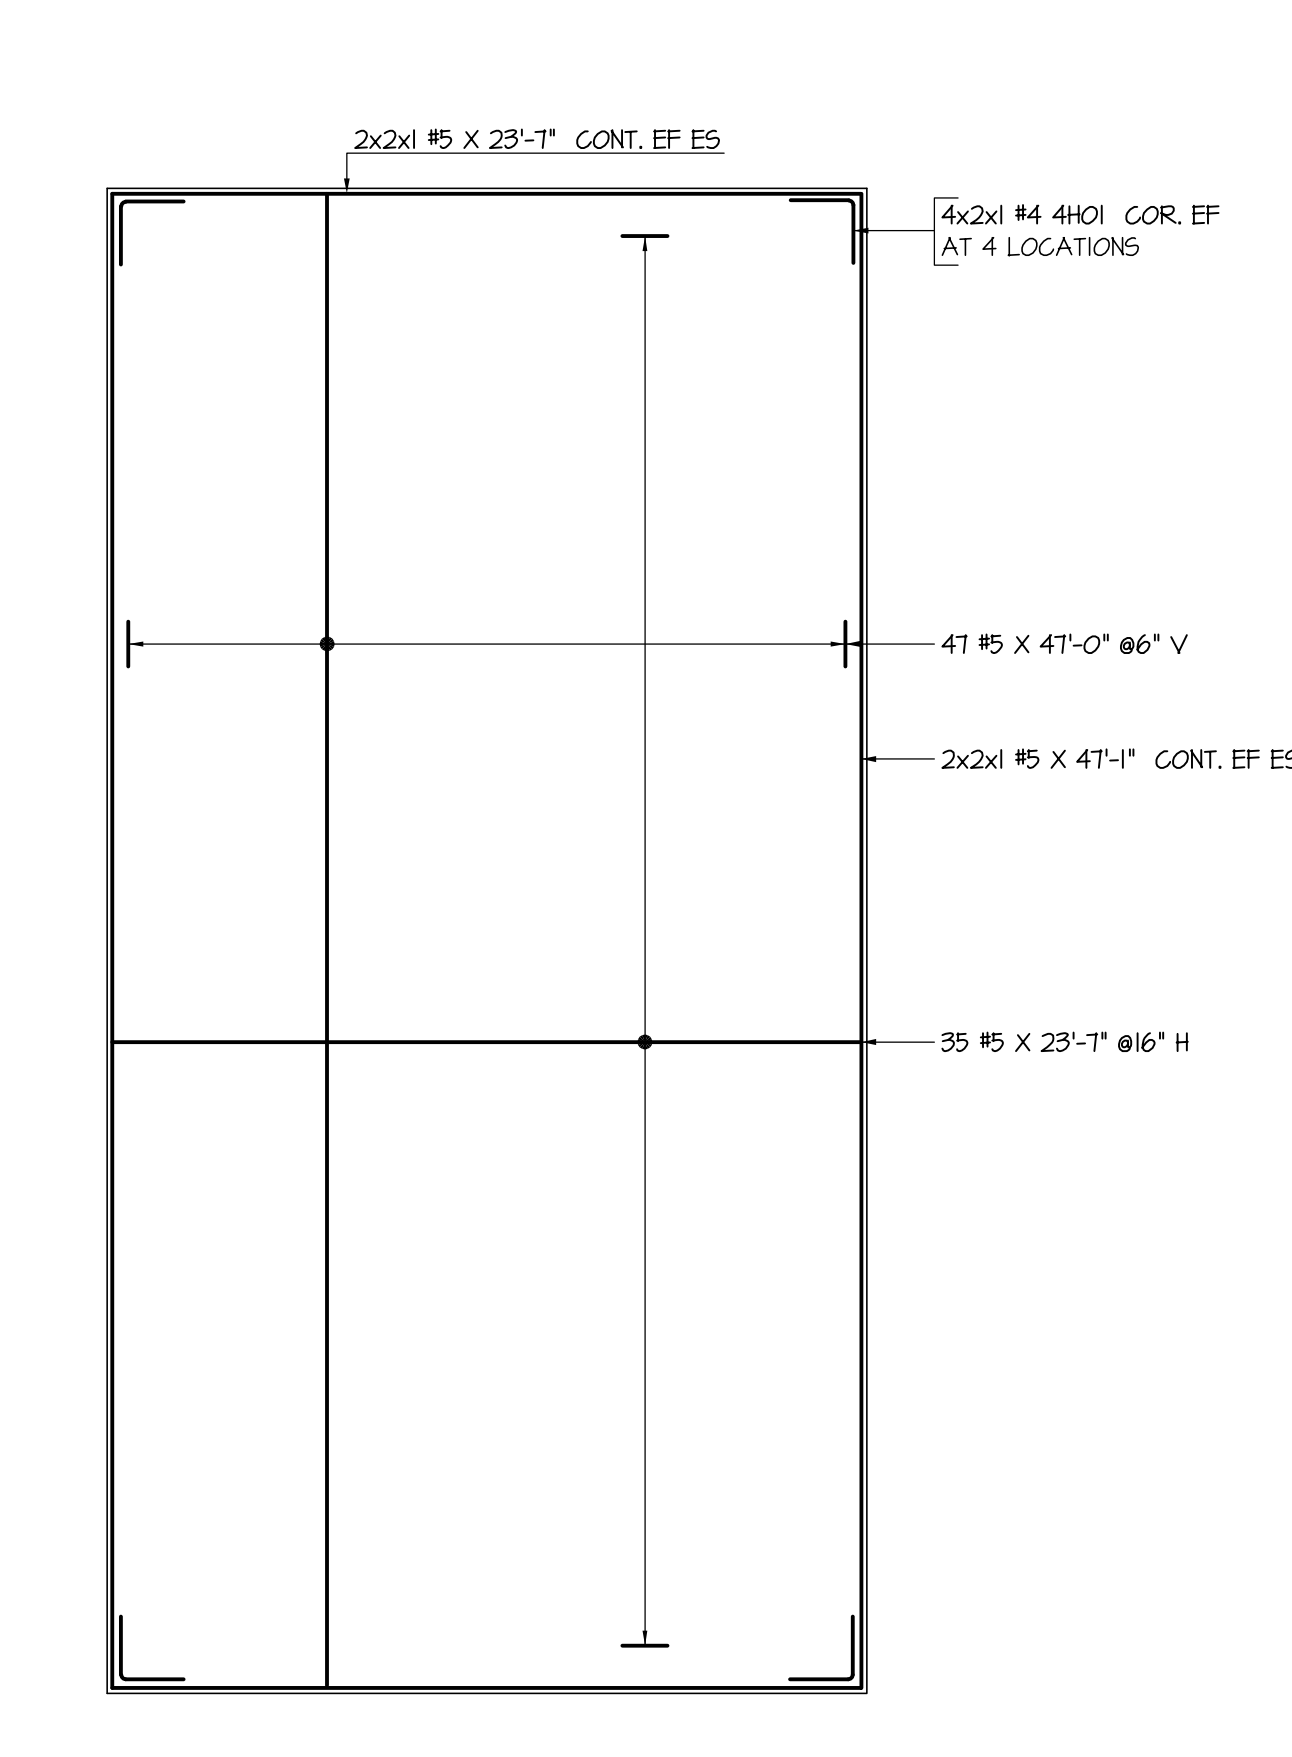 2x2x1 #5 X 23'-7" CONT. EF ES
4x2x1 #4 4H01 COR. EF
AT 4 LOCATIONS
47 #5 X 47'-0" @6" V
2x2x1 #5 X 47'-1" CONT. EF ES
35 #5 X 23'-7" @16" H